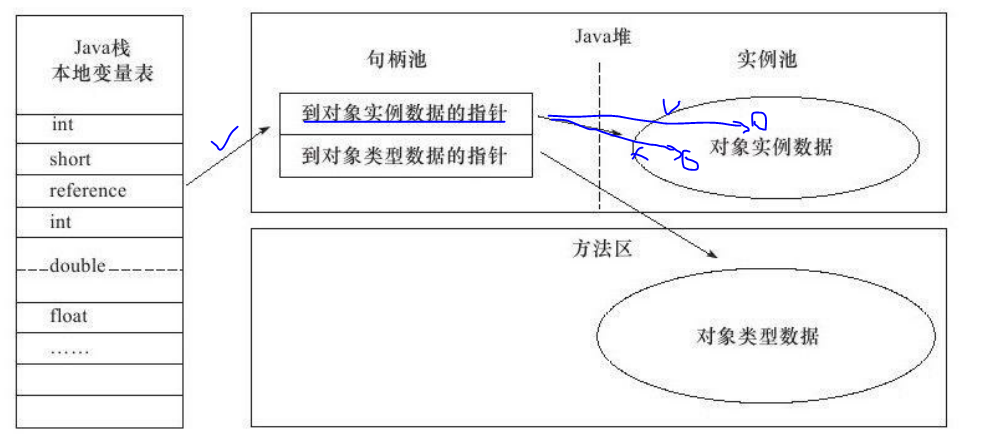 Java栈
本地变量表
int
short
reference
int
double
float
……
Java堆
句柄池
实例池
到对象实例数据的指针
到对象类型数据的指针
对象实例数据
方法区
对象类型数据